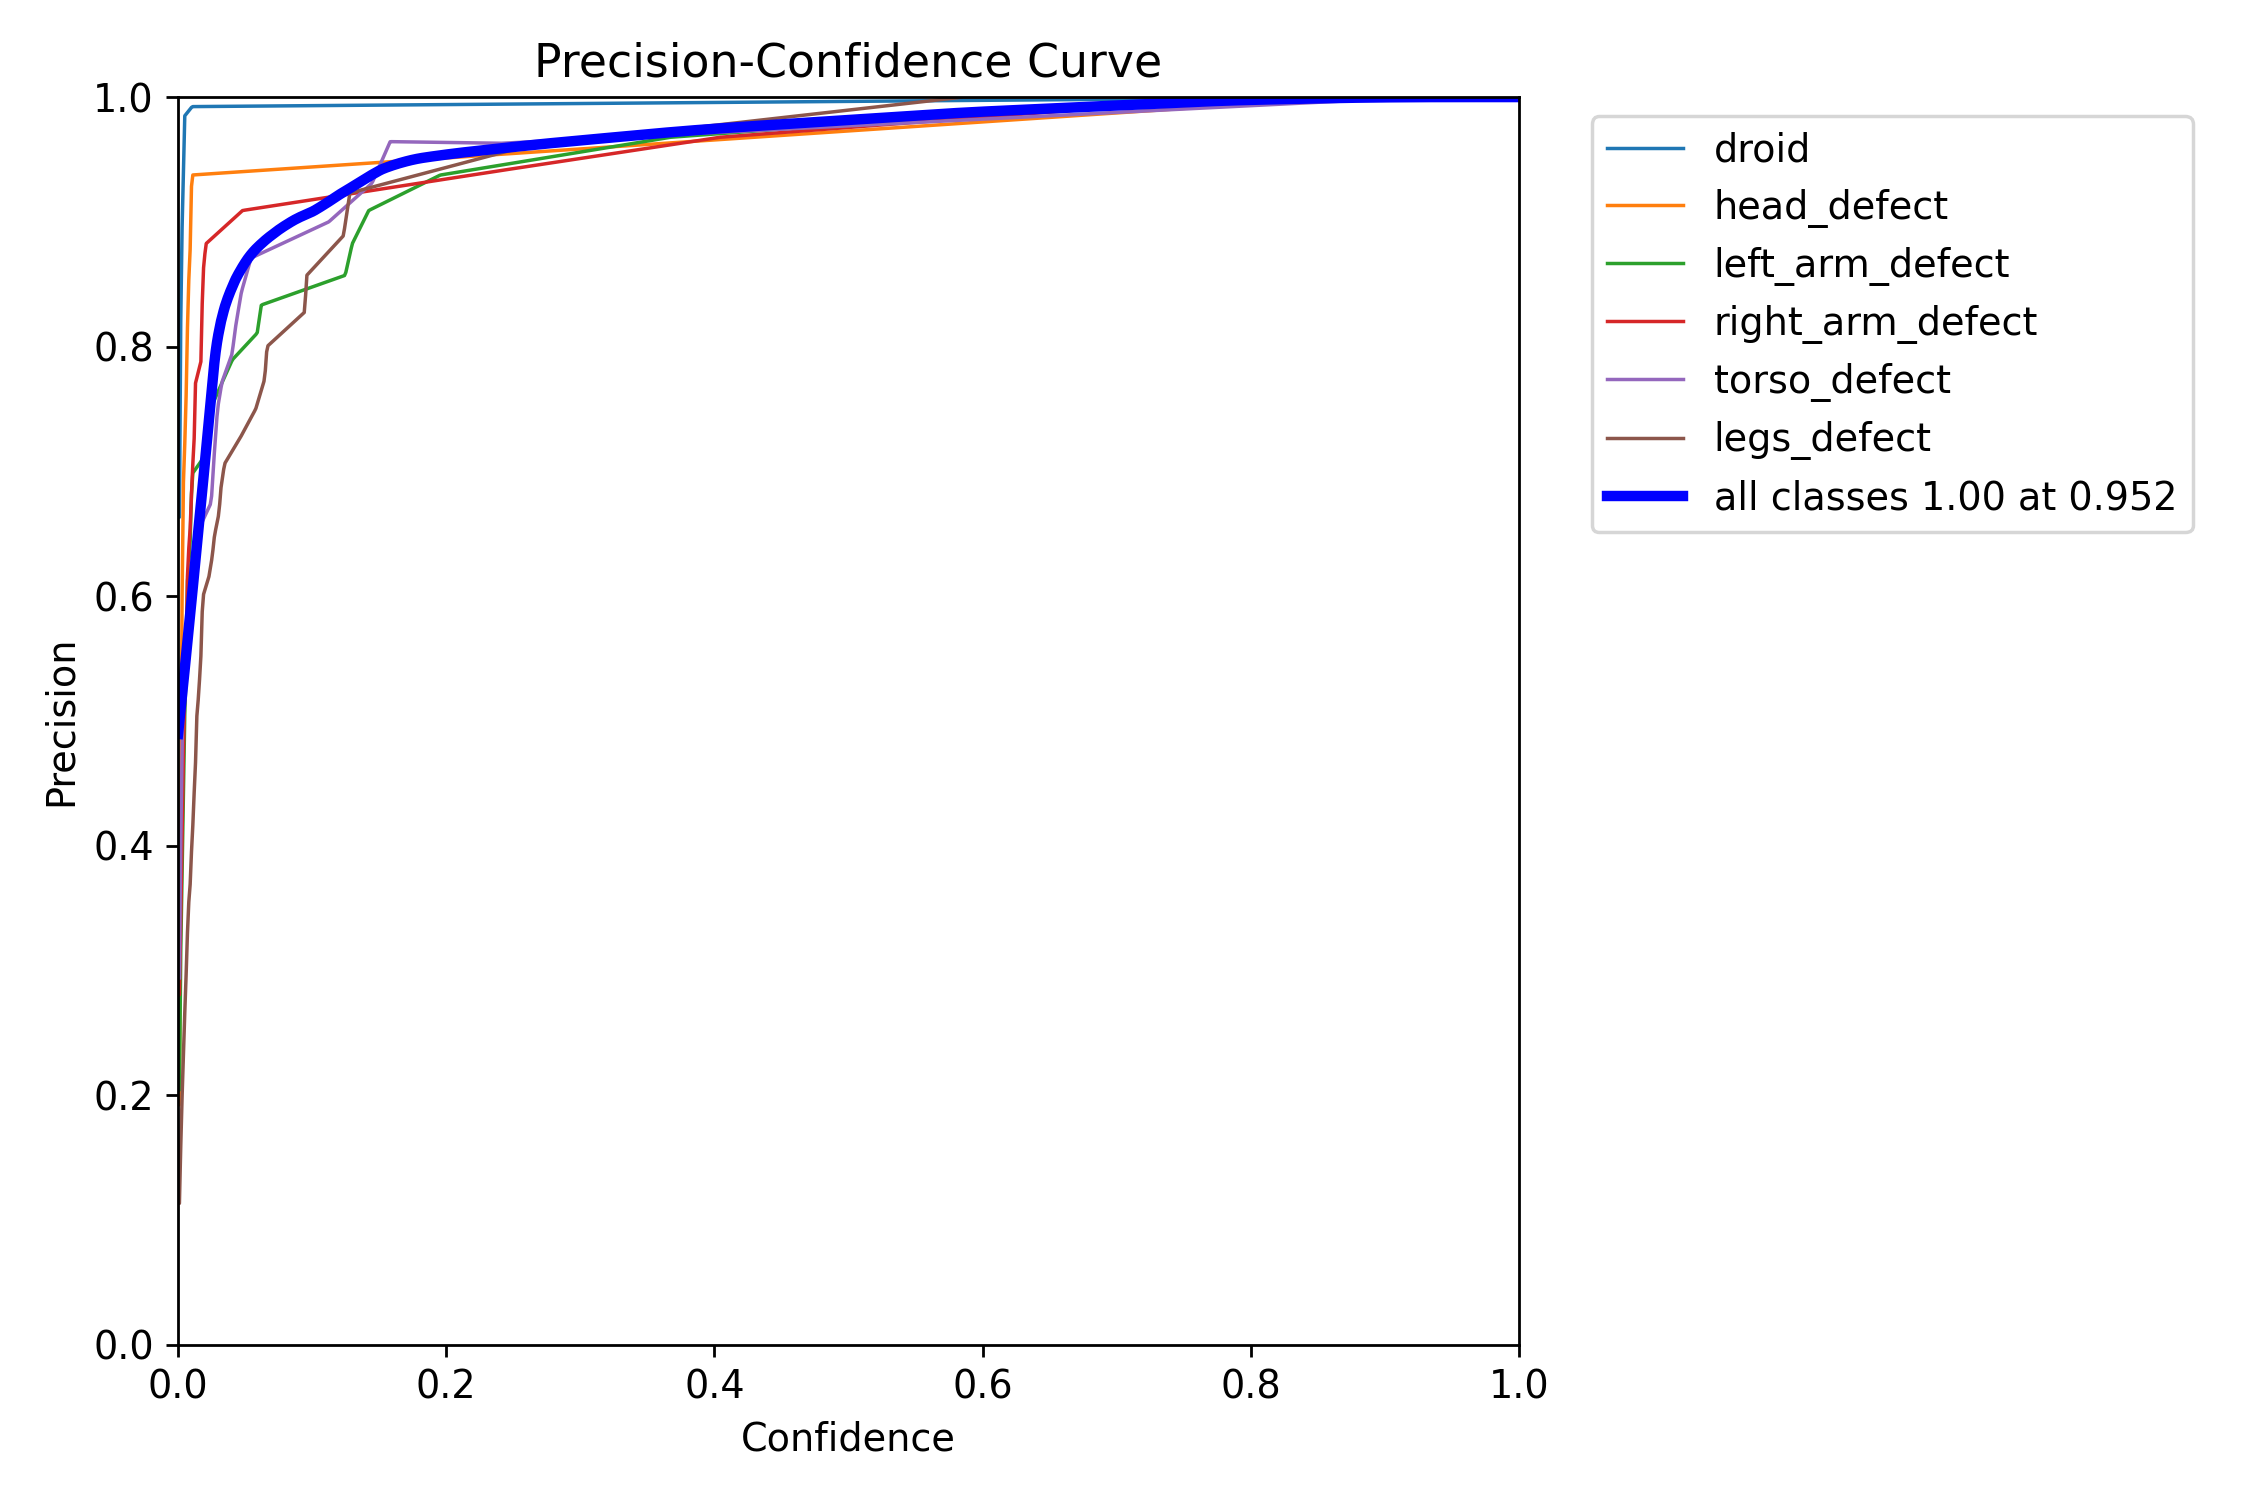 Precision-Confidence Curve
1.0
0.8
0.6
0.4
0.2
0.0
Precision
0.0 0.2 0.4 0.6 0.8 1.0
Confidence
droid
head_defect
left_arm_defect
right_arm_defect
torso_defect
legs_defect
all classes 1.00 at 0.952